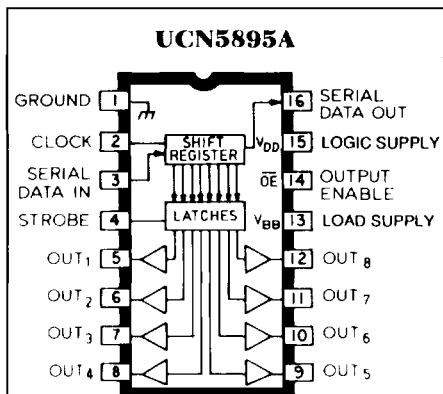 UCN5895A
GROUND 1
CLOCK 2
SERIAL DATA IN 3
STROBE 4
OUT1 5
OUT2 6
OUT3 7
OUT4 8
SHIFT REGISTER
LATCHES
VDD
OE
VBB
16 SERIAL DATA OUT
15 LOGIC SUPPLY
14 OUTPUT ENABLE
13 LOAD SUPPLY
12 OUT8
11 OUT7
10 OUT6
9 OUT5